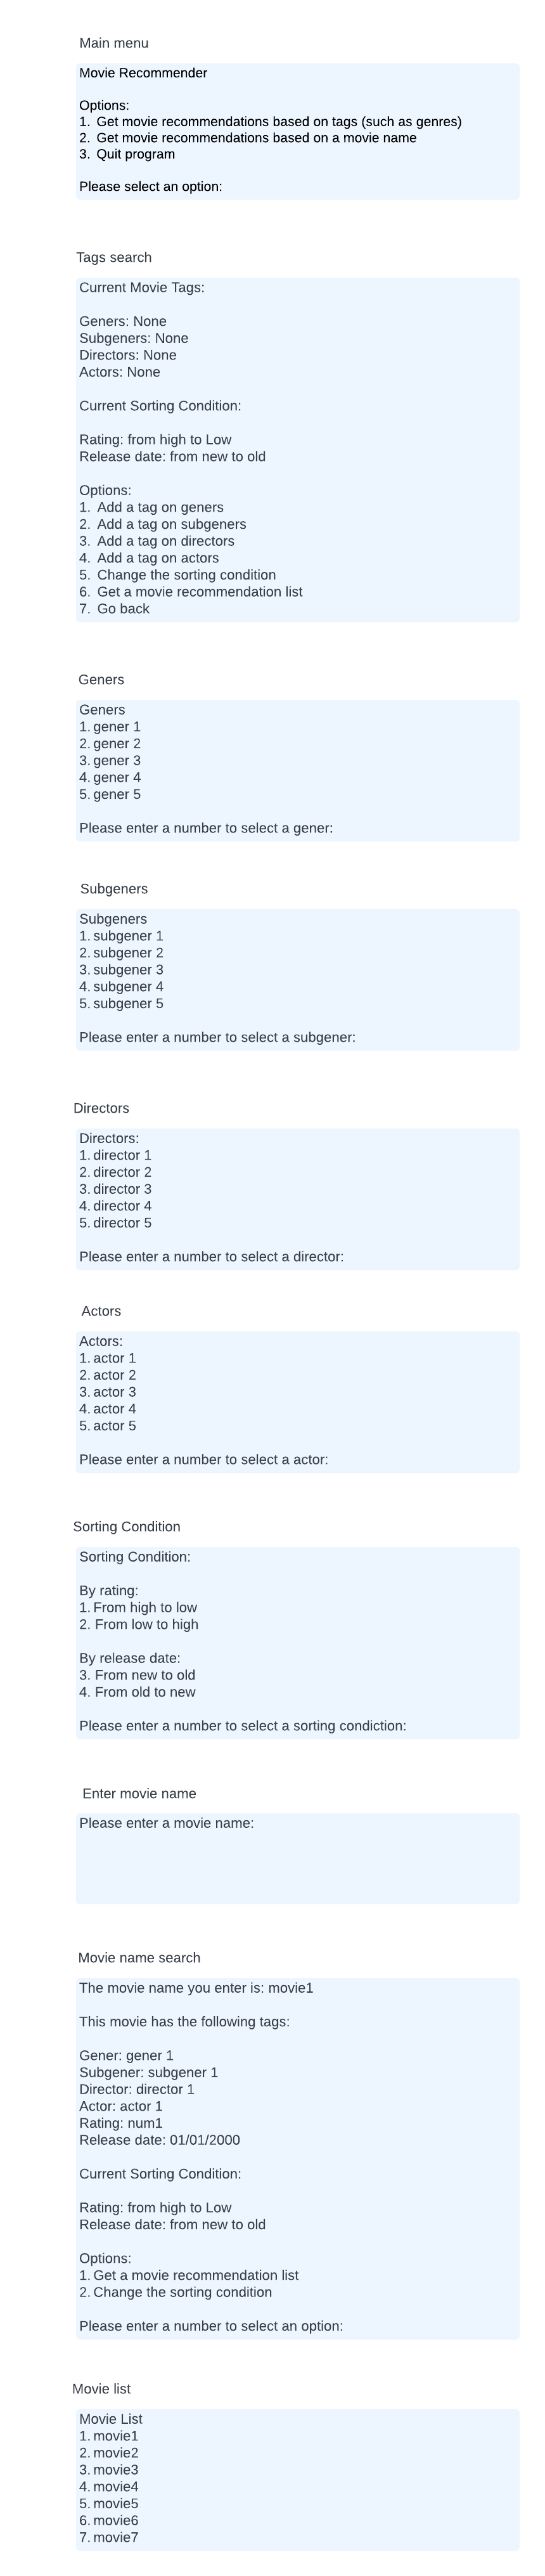 Main menu
Movie Recommender
Options:
1. Get movie recommendations based on tags (such as genres)
2. Get movie recommendations based on a movie name
3. Quit program
Please select an option:
Tags search
Current Movie Tags:
Geners: None
Subgeners: None
Directors: None
Actors: None
Current Sorting Condition:
Rating: from high to Low
Release date: from new to old
Options:
1. Add a tag on geners
2. Add a tag on subgeners
3. Add a tag on directors
4. Add a tag on actors
5. Change the sorting condition
6. Get a movie recommendation list
7. Go back
Geners
Geners
1. gener 1
2. gener 2
3. gener 3
4. gener 4
5. gener 5
Please enter a number to select a gener:
Subgeners
Subgeners
1. subgener 1
2. subgener 2
3. subgener 3
4. subgener 4
5. subgener 5
Please enter a number to select a subgener:
Directors
Directors:
1. director 1
2. director 2
3. director 3
4. director 4
5. director 5
Please enter a number to select a director:
Actors
Actors:
1. actor 1
2. actor 2
3. actor 3
4. actor 4
5. actor 5
Please enter a number to select a actor:
Sorting Condition
Sorting Condition:
By rating:
1. From high to low
2. From low to high
By release date:
3. From new to old
4. From old to new
Please enter a number to select a sorting condiction:
Enter movie name
Please enter a movie name:
Movie name search
The movie name you enter is: movie1
This movie has the following tags:
Gener: gener 1
Subgener: subgener 1
Director: director 1
Actor: actor 1
Rating: num1
Release date: 01/01/2000
Current Sorting Condition:
Rating: from high to Low
Release date: from new to old
Options:
1. Get a movie recommendation list
2. Change the sorting condition
Please enter a number to select an option:
Movie list
Movie List
1. movie1
2. movie2
3. movie3
4. movie4
5. movie5
6. movie6
7. movie7